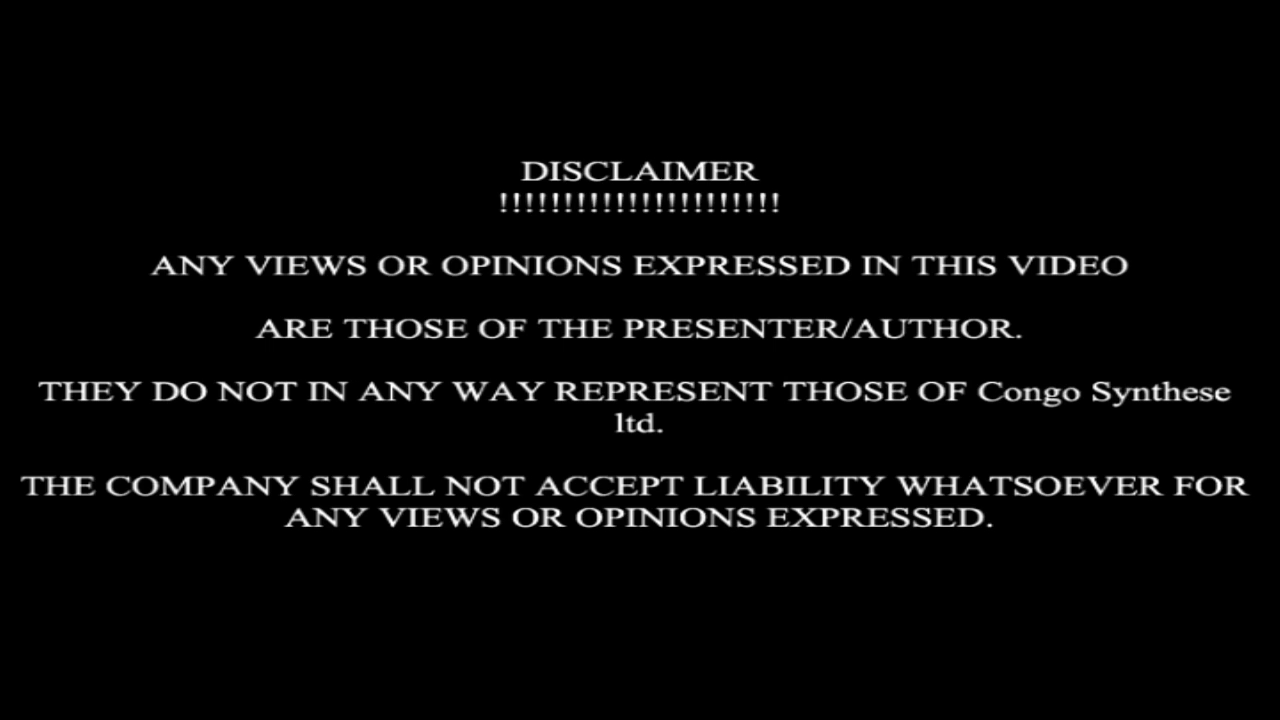 DISCLAIMER
!!!!!!!!!!!!!!!!!!!!!!
ANY VIEWS OR OPINIONS EXPRESSED IN THIS VIDEO
ARE THOSE OF THE PRESENTER/AUTHOR.
THEY DO NOT IN ANY WAY REPRESENT THOSE OF Congo Synthese
ltd.
THE COMPANY SHALL NOT ACCEPT LIABILITY WHATSOEVER FOR
ANY VIEWS OR OPINIONS EXPRESSED.